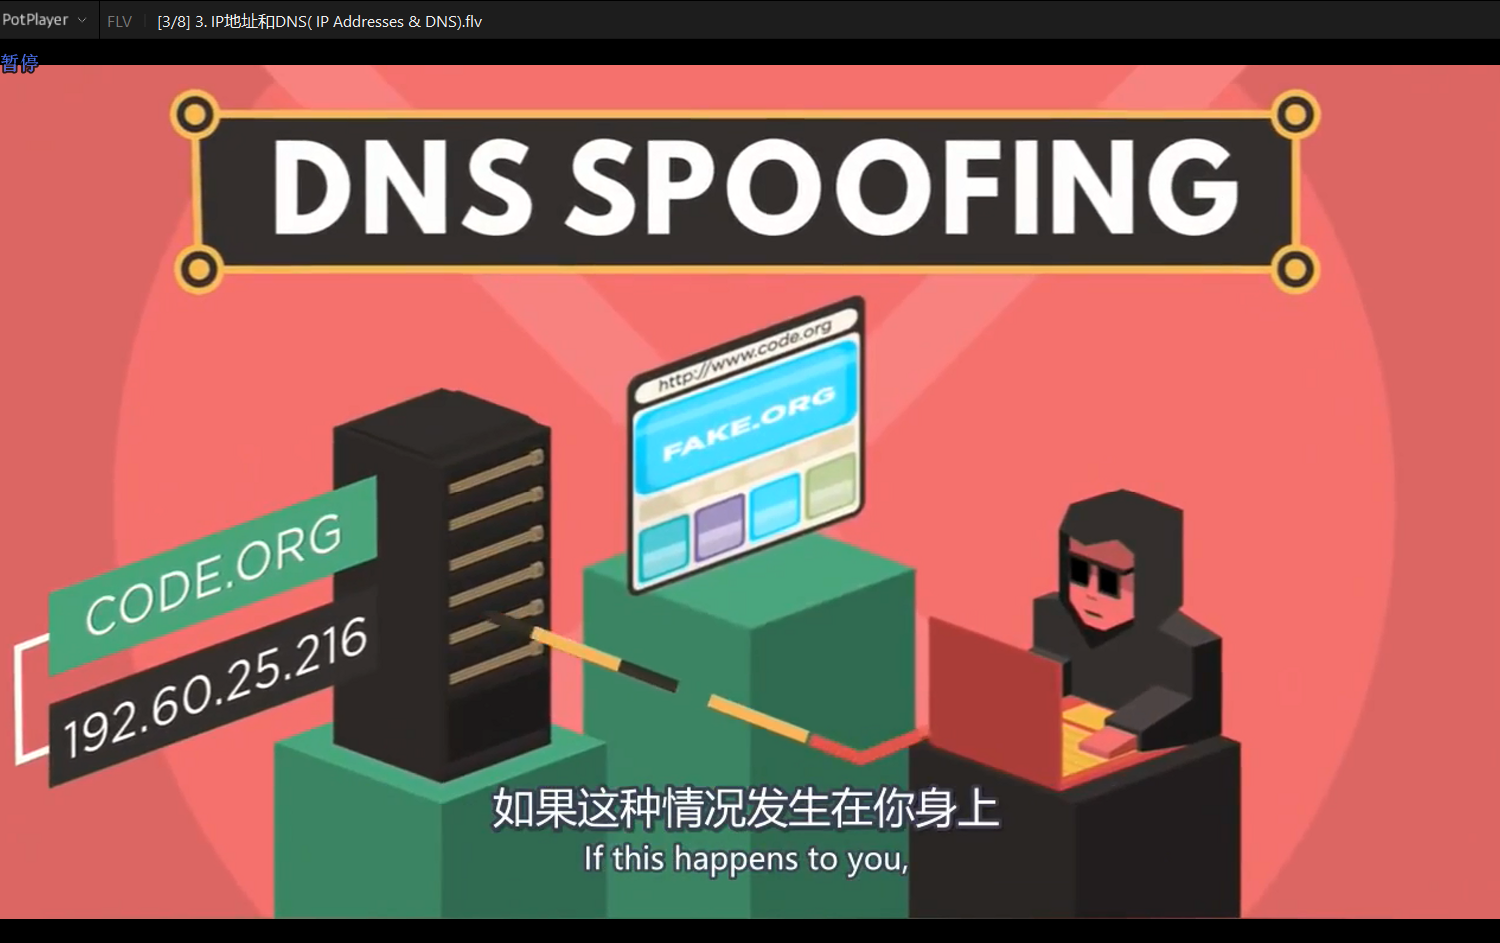 PotPlayer
FLV
[3/8] 3. IP地址和DNS( IP Addresses & DNS).flv
暂停
DNS SPOOFING
http://www.code.org
FAKE.ORG
CODE.ORG
192.60.25.216
如果这种情况发生在你身上
If this happens to you,